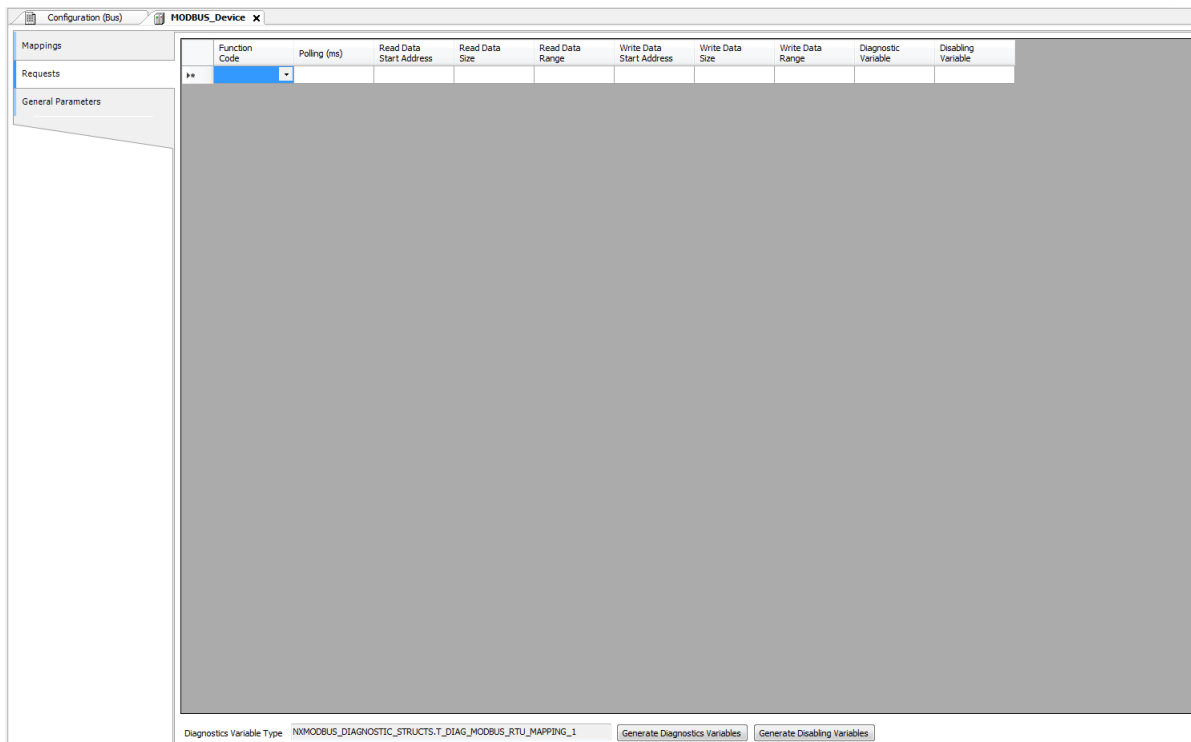 Configuration (Bus) MODBUS_Device x
Mappings
Requests
General Parameters
Function Code Polling (ms) Read Data Start Address Read Data Size Read Data Range Write Data Start Address Write Data Size Write Data Range Diagnostic Variable Disabling Variable
Diagnostics Variable Type NXMODBUS_DIAGNOSTIC_STRUCTS.T_DIAG_MODBUS_RTU_MAPPING_1 Generate Diagnostics Variables Generate Disabling Variables